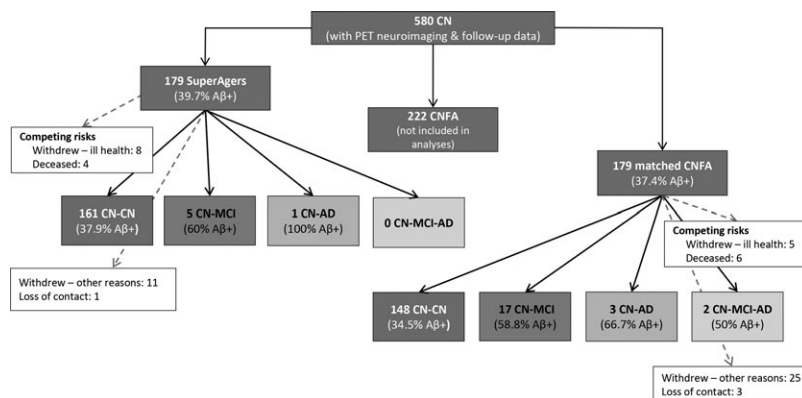 580 CN
(with PET neuroimaging & follow-up data)
179 SuperAgers
(39.7% Aβ+)
222 CNFA
(not included in
analyses)
179 matched CNFA
(37.4% Aβ+)
Competing risks
Withdrew – ill health: 8
Deceased: 4
161 CN-CN
(37.9% Aβ+)
5 CN-MCI
(60% Aβ+)
1 CN-AD
(100% Aβ+)
0 CN-MCI-AD
Withdrew – other reasons: 11
Loss of contact: 1
Competing risks
Withdrew – ill health: 5
Deceased: 6
148 CN-CN
(34.5% Aβ+)
17 CN-MCI
(58.8% Aβ+)
3 CN-AD
(66.7% Aβ+)
2 CN-MCI-AD
(50% Aβ+)
Withdrew – other reasons: 25
Loss of contact: 3